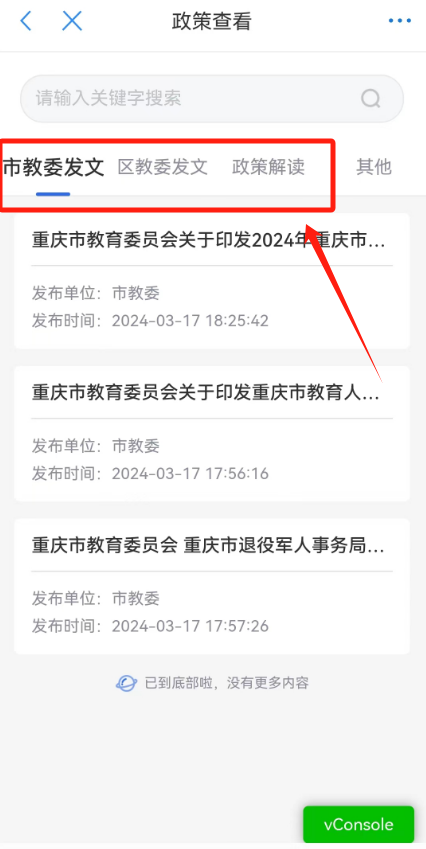 政策查看
请输入关键字搜索
市教委发文 区教委发文 政策解读 其他
重庆市教育委员会关于印发2024年重庆市...
发布单位：市教委
发布时间：2024-03-17 18:25:42
重庆市教育委员会关于印发重庆市教育人...
发布单位：市教委
发布时间：2024-03-17 17:56:16
重庆市教育委员会 重庆市退役军人事务局...
发布单位：市教委
发布时间：2024-03-17 17:57:26
已到底部啦，没有更多内容
vConsole